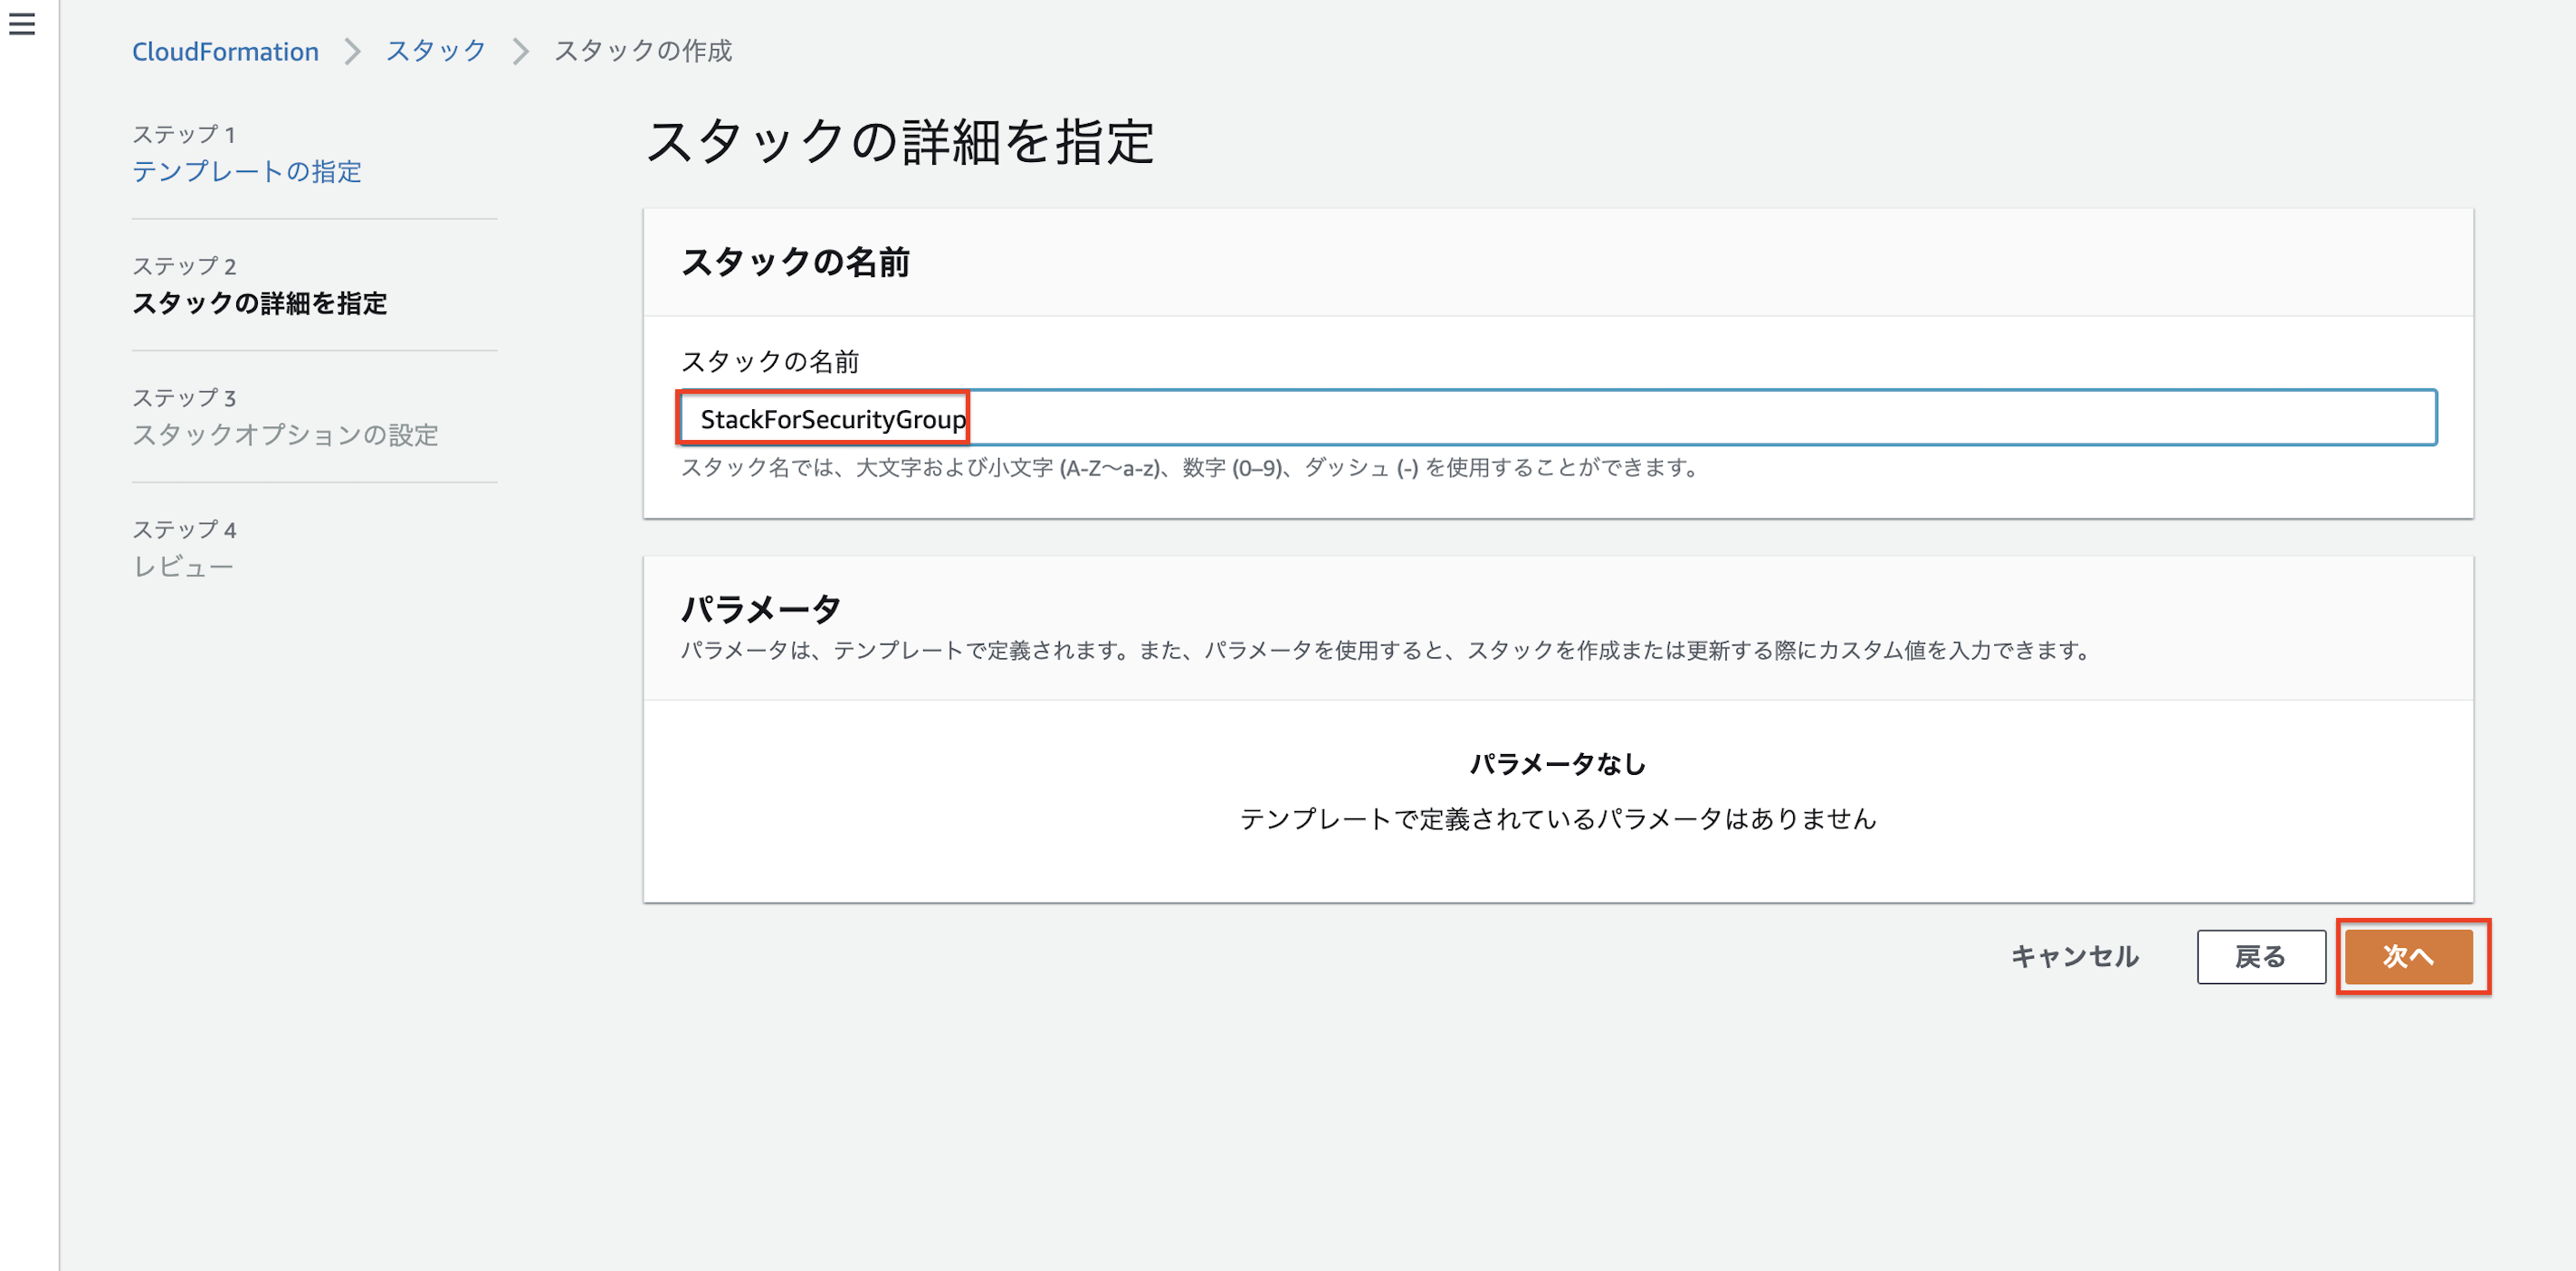 CloudFormation > スタック > スタックの作成
ステップ 1
テンプレートの指定
ステップ 2
スタックの詳細を指定
ステップ 3
スタックオプションの設定
ステップ 4
レビュー
スタックの詳細を指定
スタックの名前
スタックの名前
StackForSecurityGroup
スタック名では、大文字および小文字 (A-Z〜a-z)、数字 (0–9)、ダッシュ (-) を使用することができます。
パラメータ
パラメータは、テンプレートで定義されます。また、パラメータを使用すると、スタックを作成または更新する際にカスタム値を入力できます。
パラメータなし
テンプレートで定義されているパラメータはありません
キャンセル 戻る 次へ